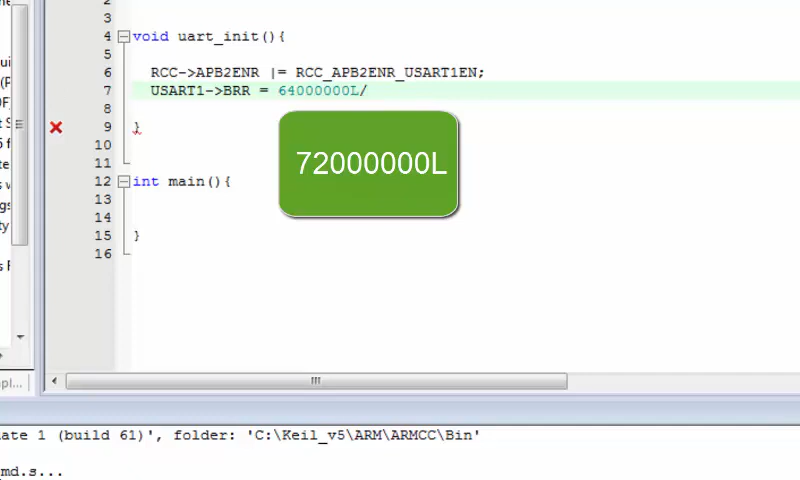 2
3
4 void uart_init(){
5
6 RCC->APB2ENR |= RCC_APB2ENR_USART1EN;
7 USART1->BRR = 64000000L/
8
9 }
72000000L
10
11
12 int main(){
13
14
15 }
16
ate 1 (build 61)', folder: 'C:\Keil_v5\ARM\ARMCC\Bin'
md.s...